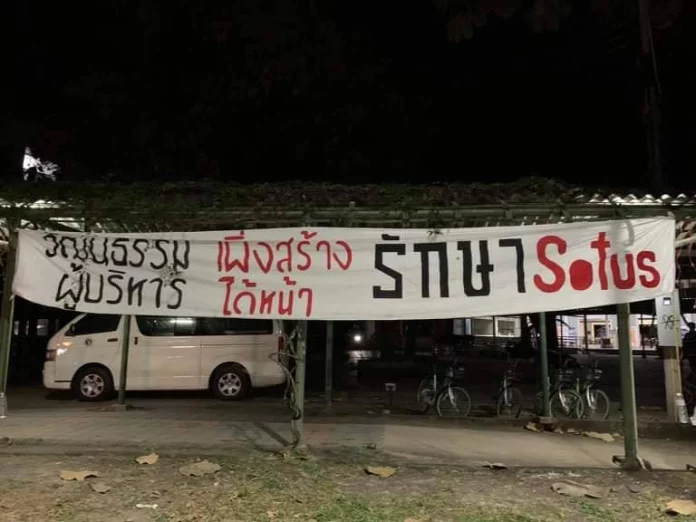 วัฒนธรรม เพิ่งสร้าง รักษา Sotus
ผู้บริหาร ได้หน้า